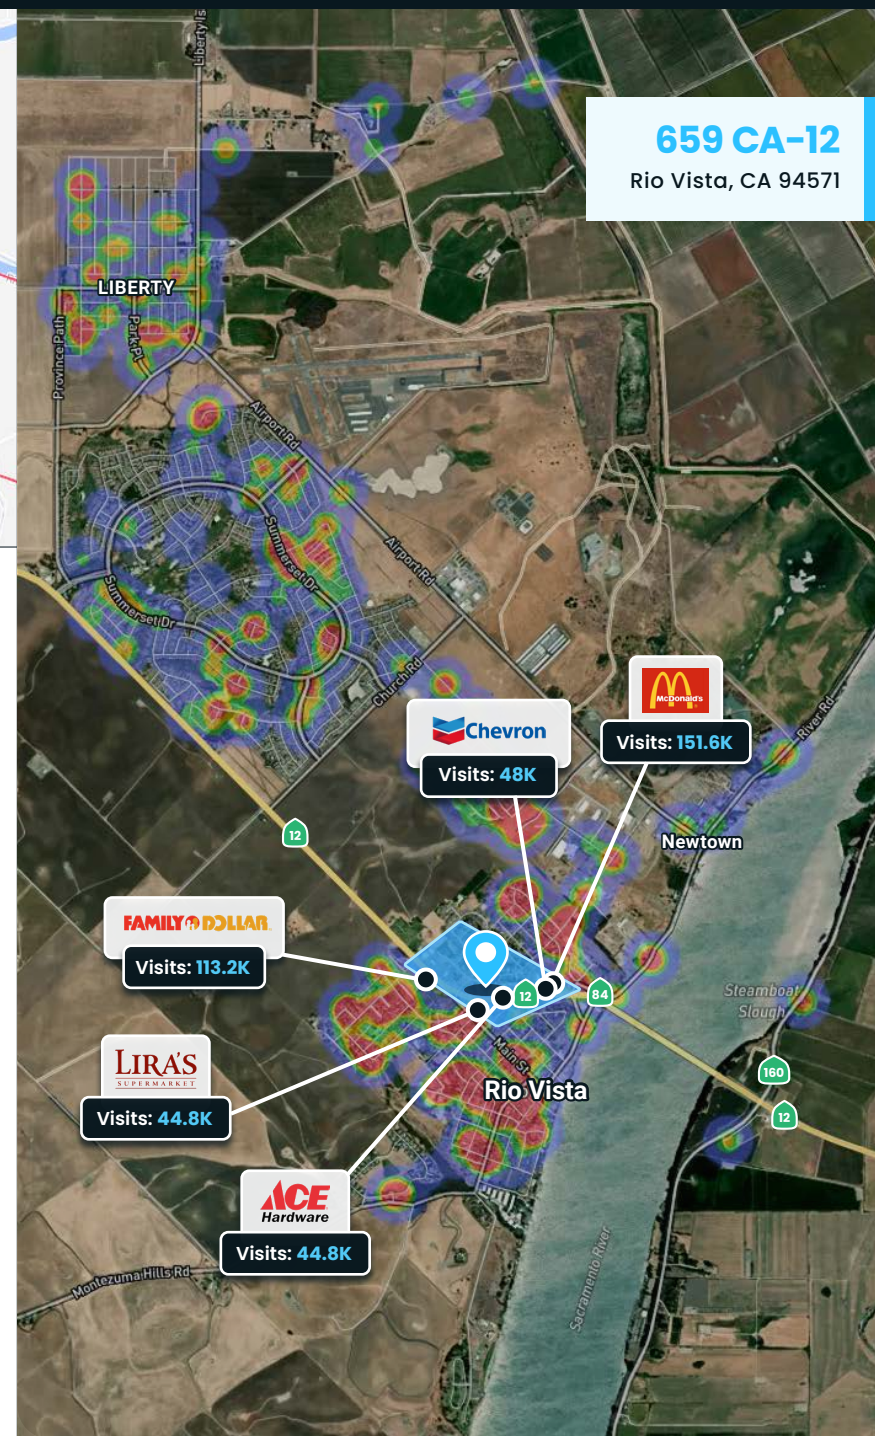 659 CA-12
Rio Vista, CA 94571
Liberty Is
LIBERTY
Province Path
Park Pl
Airport Rd
Summerset Dr
Airport Rd
Summerset Dr
Church Rd
McDonald's
Visits: 151.6K
River Rd
Chevron
Visits: 48K
12
Newtown
FAMILY DOLLAR
Visits: 113.2K
12
84
Steamboat
Slough
Main St
LIRA'S
SUPERMARKET
Visits: 44.8K
Rio Vista
160
12
ACE
Hardware
Visits: 44.8K
Montezuma Hills Rd
Sacramento River